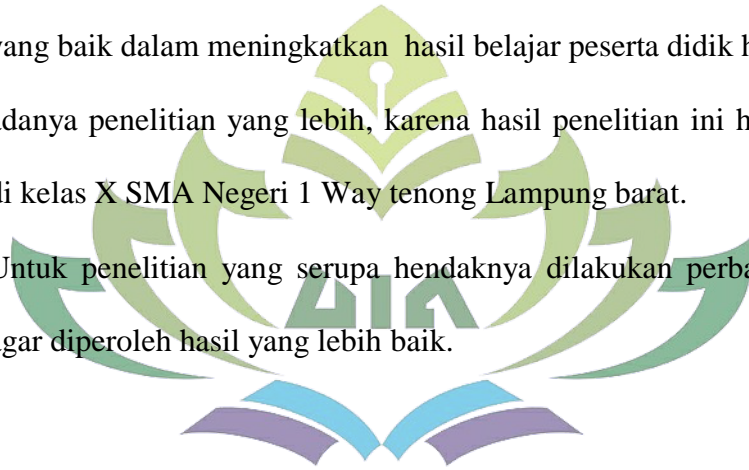 yang baik dalam meningkatkan hasil belajar peserta didik
adanya penelitian yang lebih, karena hasil penelitian ini
di kelas X SMA Negeri 1 Way tenong Lampung barat.
Untuk penelitian yang serupa hendaknya dilakukan
agar diperoleh hasil yang lebih baik.